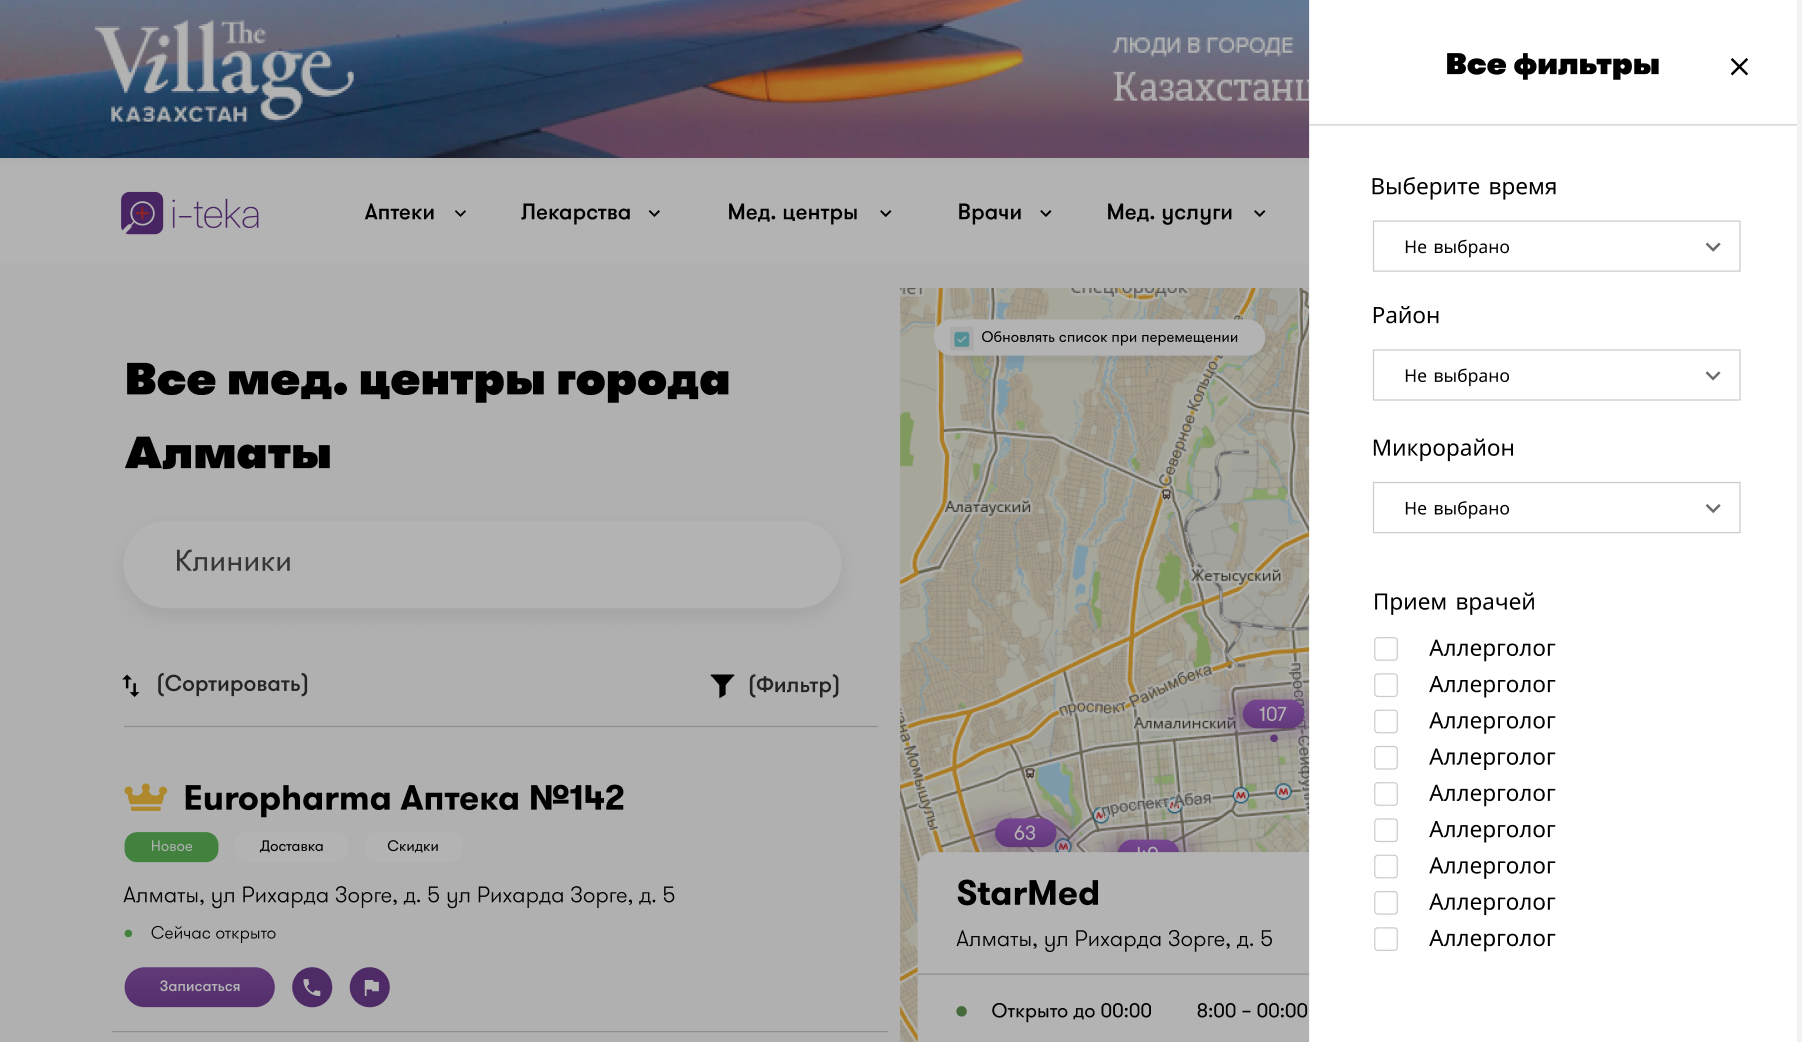 The
Village
КАЗАХСТАН
ЛЮДИ В ГОРОДЕ
i-teka
Аптеки
Лекарства
Мед. центры
Врачи
Мед. услуги
Все мед. центры города
Алматы
Клиники
(Сортировать)
(Фильтр)
Europharma Аптека №142
Новое
Доставка
Скидки
Алматы, ул Рихарда Зорге, д. 5 ул Рихарда Зорге, д. 5
Сейчас открыто
Записаться
Спецгородок
Обновлять список при перемещении
Северное Кольцо
Алатауский
Жетысуский
проспект Райымбека
Алмалинский
107
проспект Абая
63
StarMed
Алматы, ул Рихарда Зорге, д. 5
Открыто до 00:00
8:00 – 00:00
Все фильтры
Выберите время
Не выбрано
Район
Не выбрано
Микрорайон
Не выбрано
Прием врачей
Аллерголог
Аллерголог
Аллерголог
Аллерголог
Аллерголог
Аллерголог
Аллерголог
Аллерголог
Аллерголог